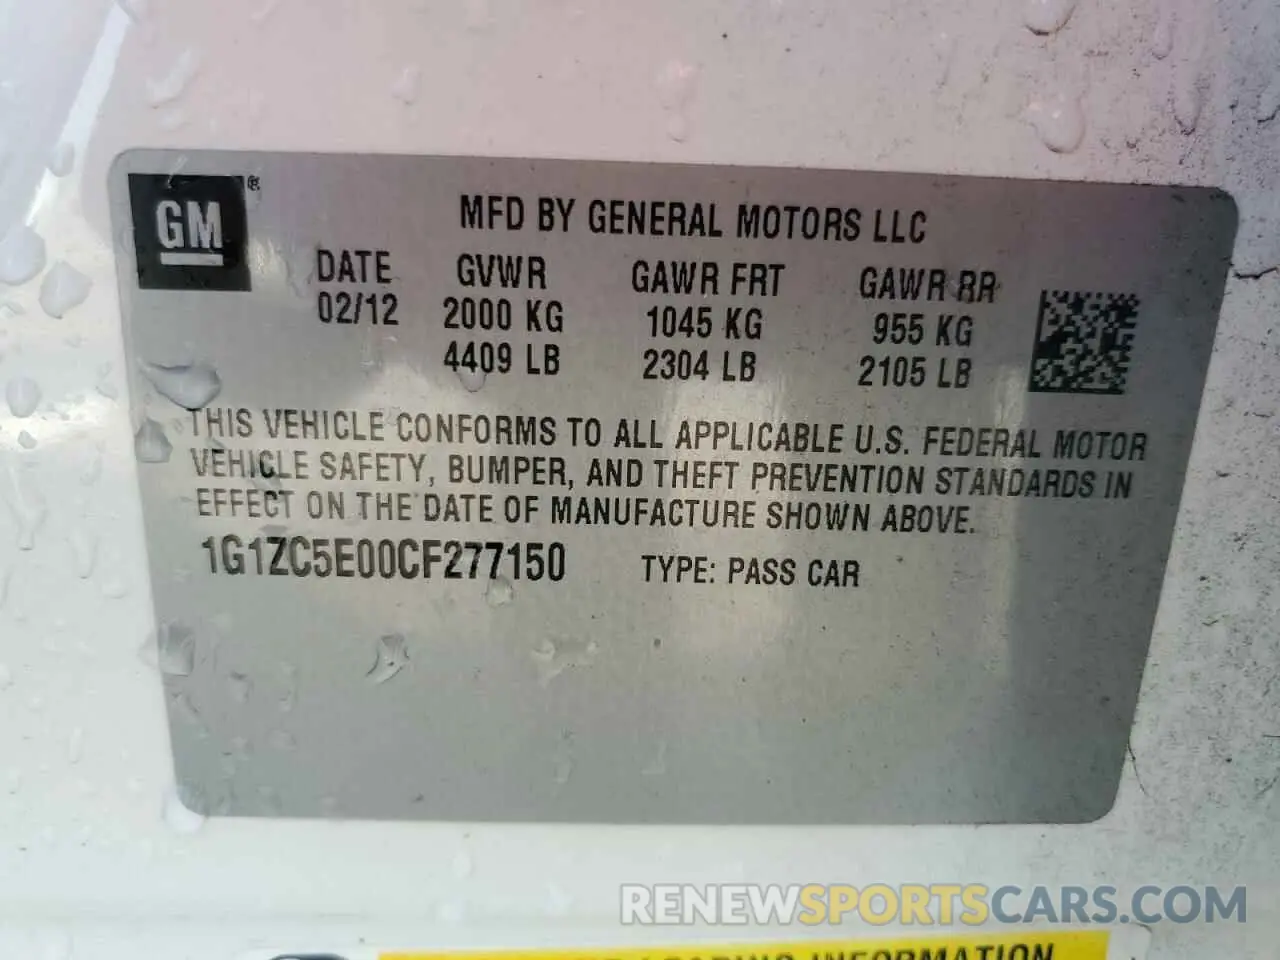 GM®
MFD BY GENERAL MOTORS LLC
DATE GVWR GAWR FRT GAWR RR
02/12 2000 KG 1045 KG 955 KG
4409 LB 2304 LB 2105 LB
THIS VEHICLE CONFORMS TO ALL APPLICABLE U.S. FEDERAL MOTOR
VEHICLE SAFETY, BUMPER, AND THEFT PREVENTION STANDARDS IN
EFFECT ON THE DATE OF MANUFACTURE SHOWN ABOVE.
1G1ZC5E00CF277150 TYPE: PASS CAR
RENEWSPORTSCARS.COM
LOADING INFORMATION